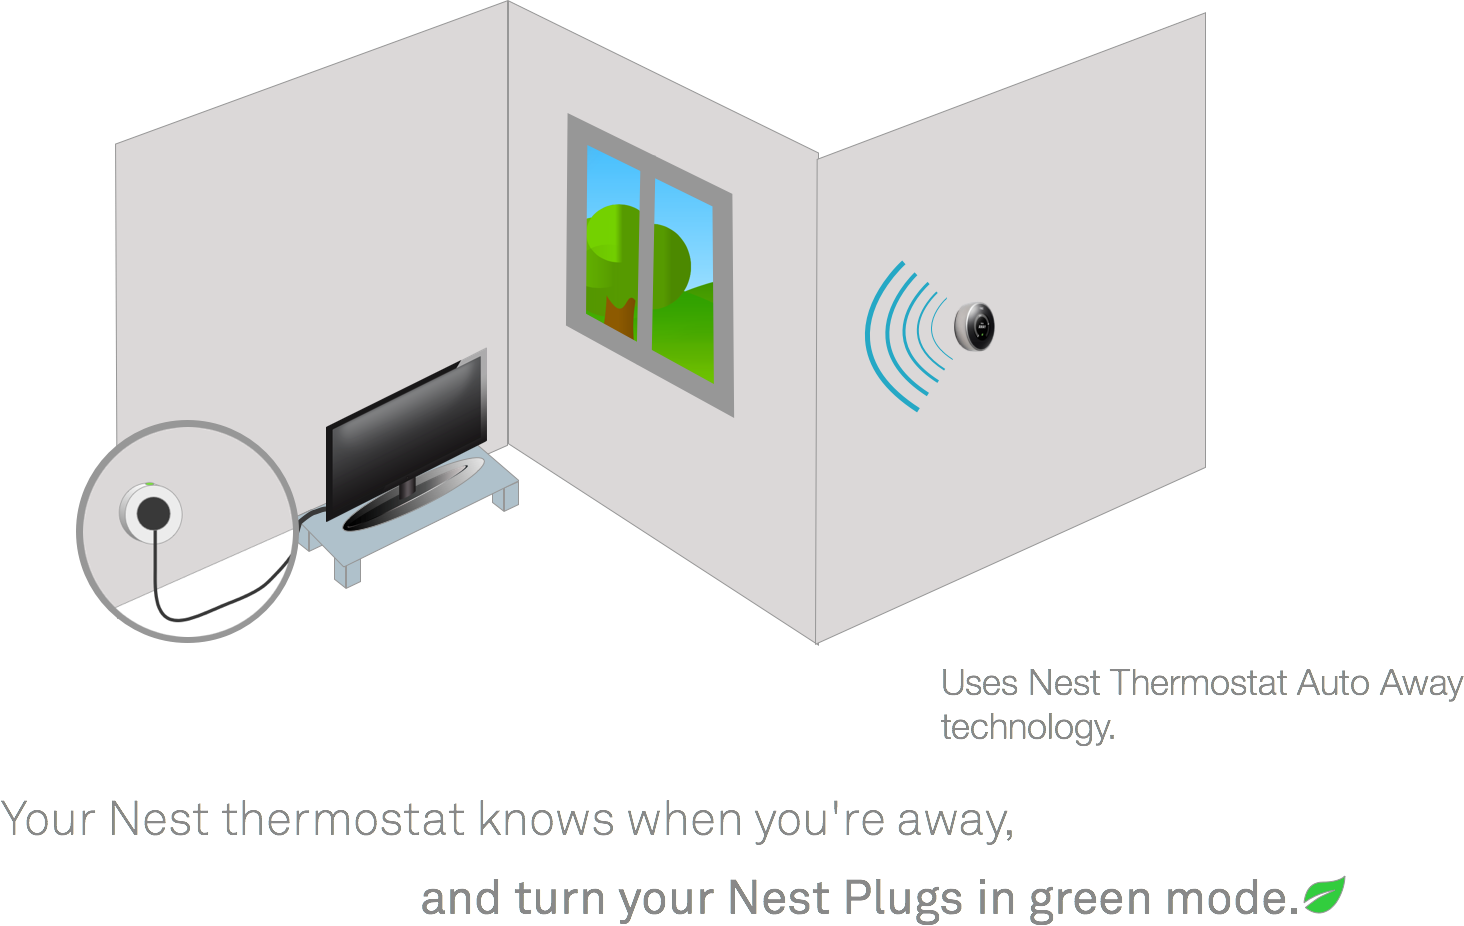 Uses Nest Thermostat Auto Away
technology.
Your Nest thermostat knows when you're away,
and turn your Nest Plugs in green mode.